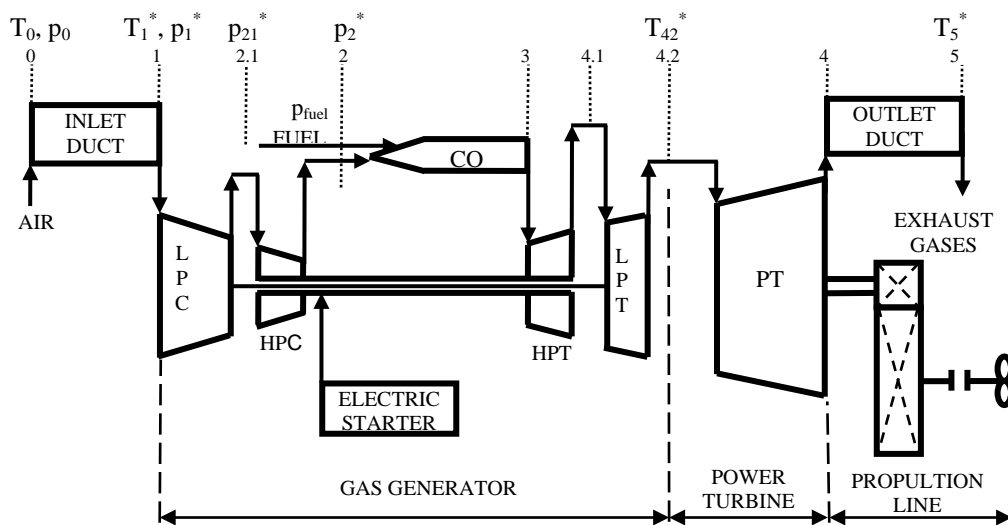 T0, p0 T1*, p1* p21* p2* T42* T5*
0 1 2.1 2 3 4.1 4.2 4 5
INLET
DUCT
pfuel
FUEL
CO
OUTLET
DUCT
AIR
EXHAUST
GASES
LPC
HPC
HPT
LPT
PT
ELECTRIC
STARTER
GAS GENERATOR
POWER
TURBINE
PROPULTION
LINE